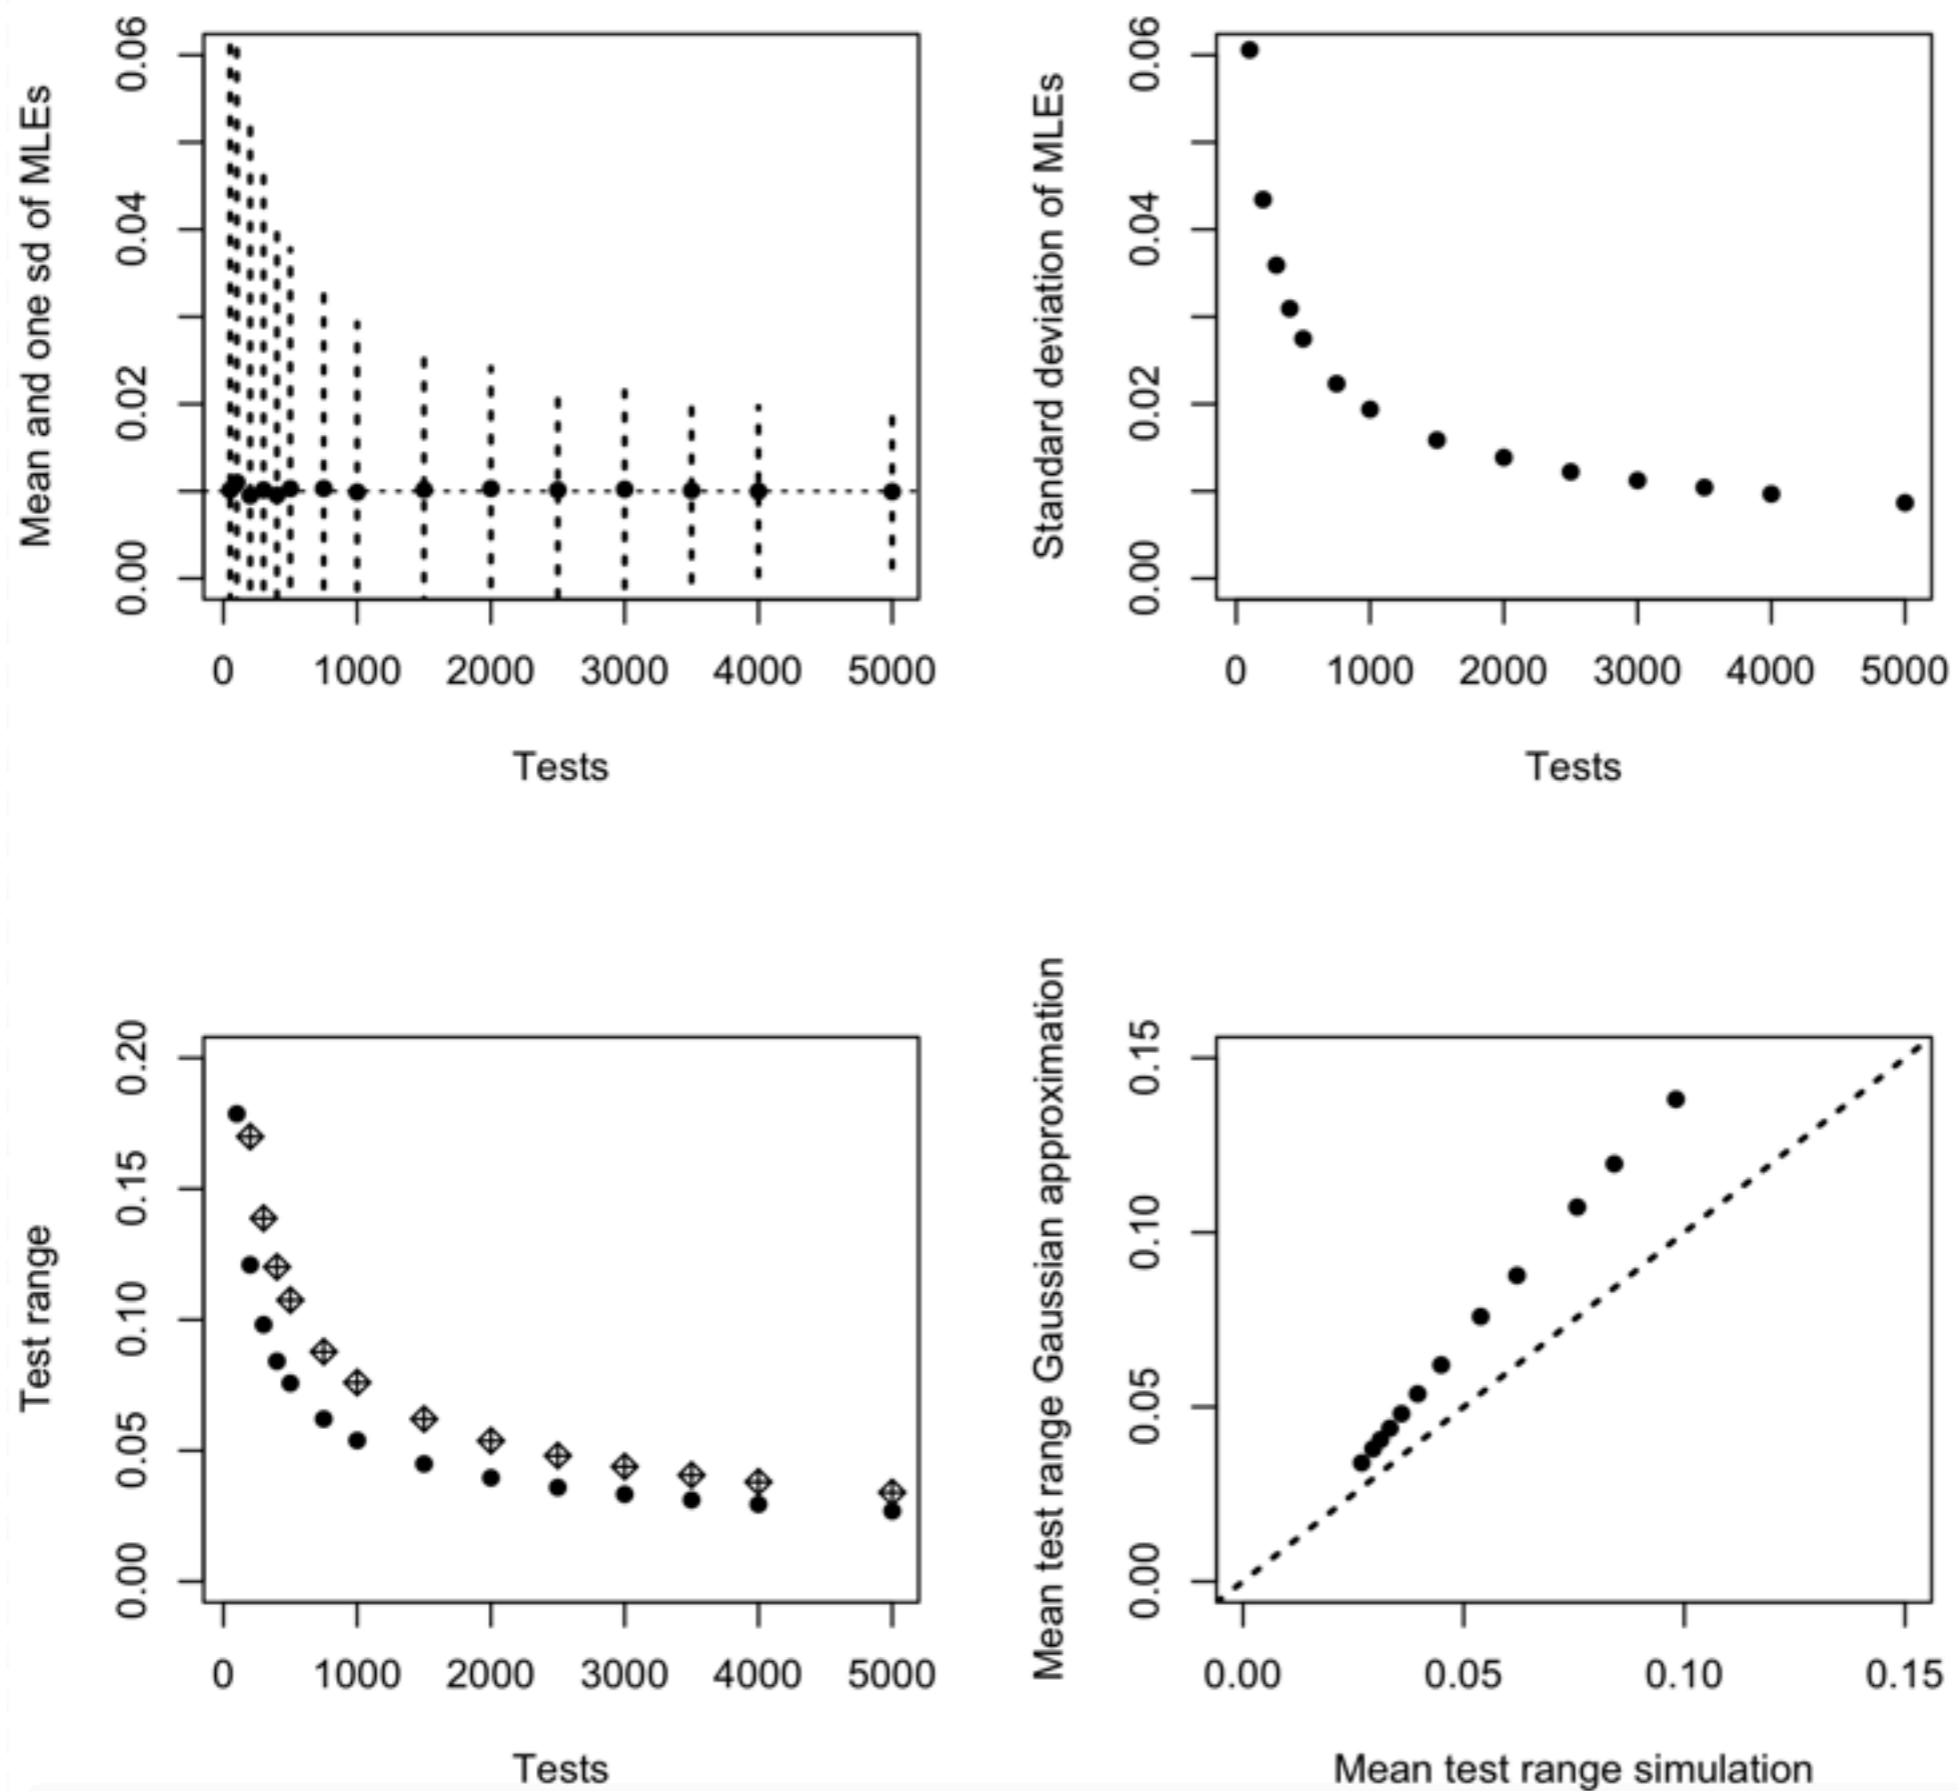 Mean and one sd of MLEs
0.06
0.04
0.02
0.00
0 1000 2000 3000 4000 5000
Tests
Standard deviation of MLEs
0.06
0.04
0.02
0.00
0 1000 2000 3000 4000 5000
Tests
Test range
0.20
0.15
0.10
0.05
0.00
0 1000 2000 3000 4000 5000
Tests
Mean test range Gaussian approximation
0.15
0.10
0.05
0.00
0.00 0.05 0.10 0.15
Mean test range simulation